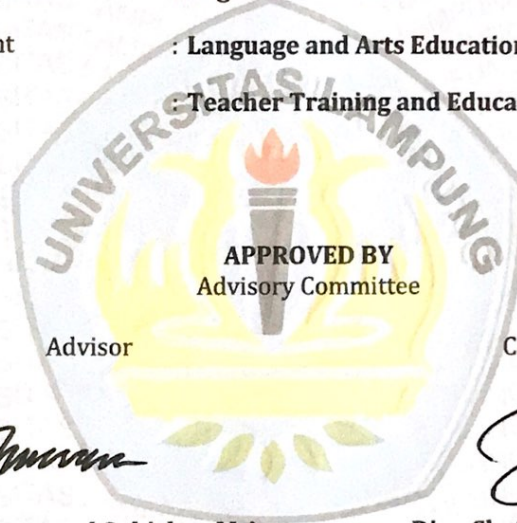 : Language and Arts Education
: Teacher Training and Educa
UNIVERSITAS LAMPUNG
APPROVED BY
Advisory Committee
Advisor